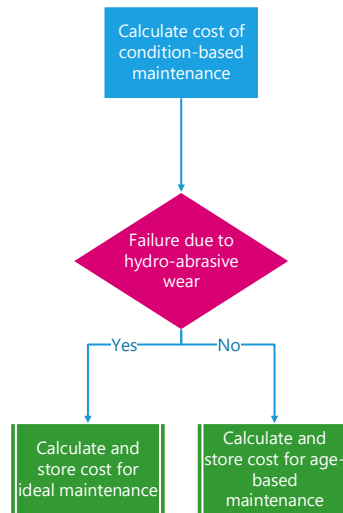 Calculate cost of
condition-based
maintenance
Failure due to
hydro-abrasive
wear
Yes
No
Calculate and
store cost for
ideal maintenance
Calculate and
store cost for age-
based
maintenance